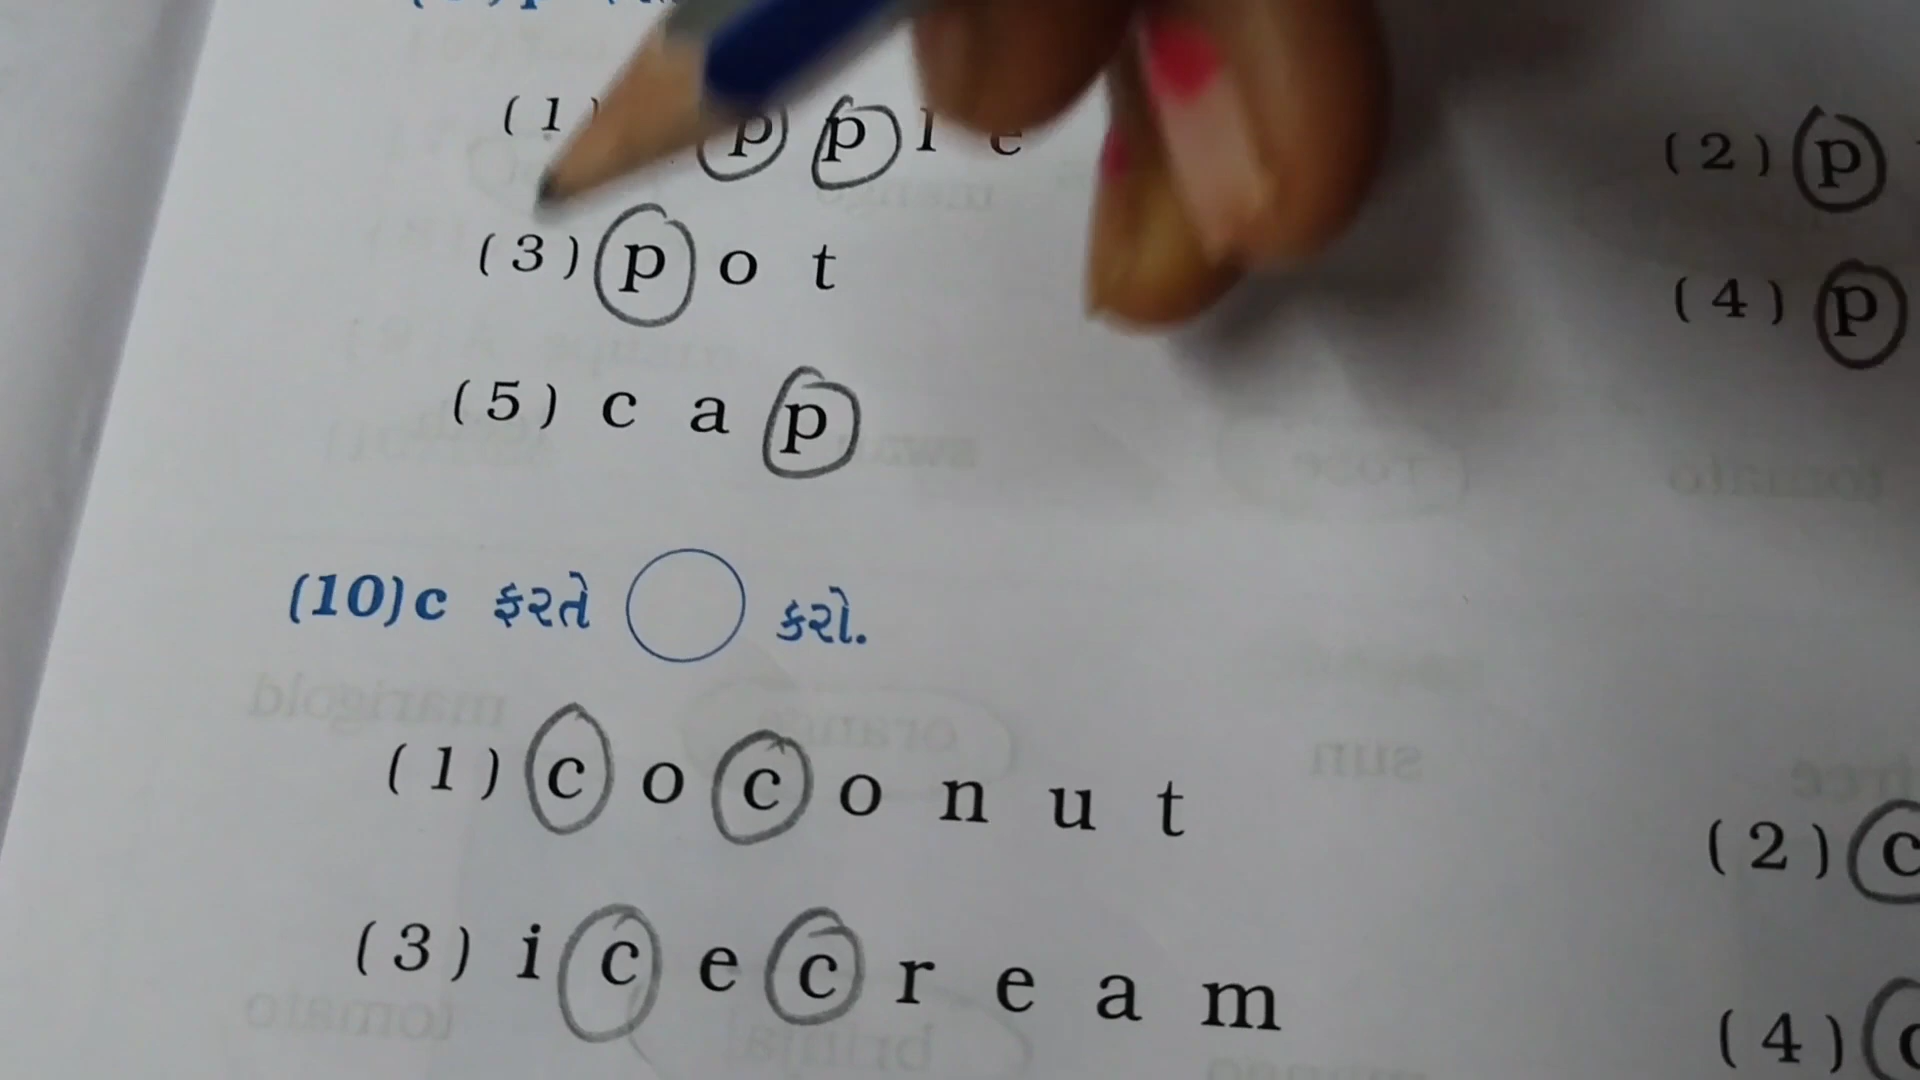 (1) p p l e (2) p
(3) p o t (4) p
(5) c a p
(10) c ફરતે ◯ કરો.
(1) c o c o n u t (2) c
(3) i c e c r e a m (4) c